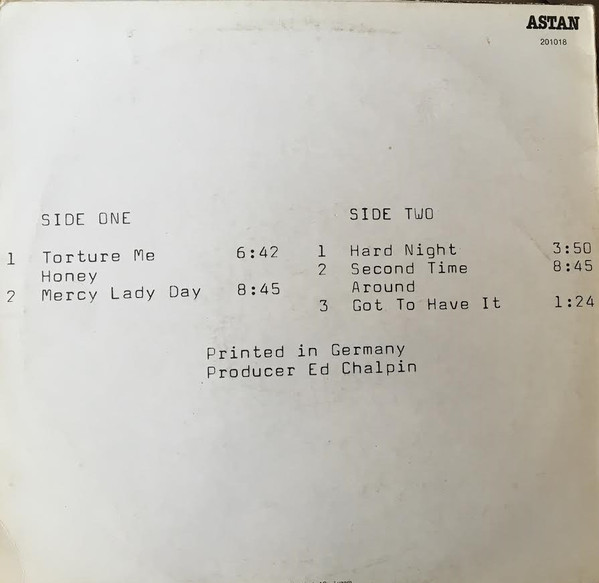 ASTAN
201018
SIDE ONE
1 Torture Me 6:42
Honey
2 Mercy Lady Day 8:45
SIDE TWO
1 Hard Night 3:50
2 Second Time 8:45
Around
3 Got To Have It 1:24
Printed in Germany
Producer Ed Chalpin